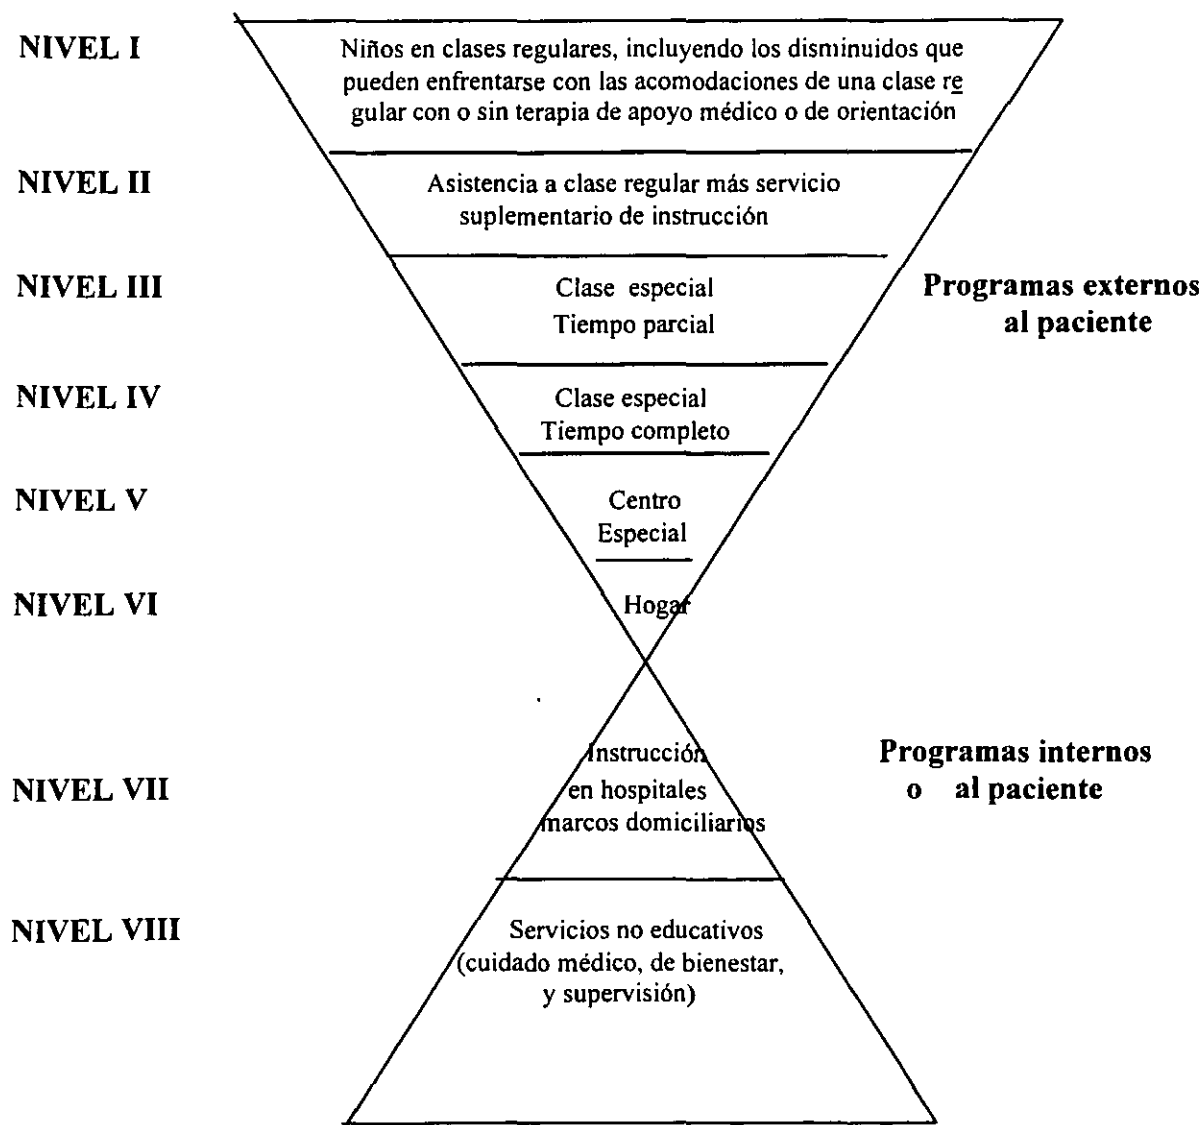 NIVEL I
Niños en clases regulares, incluyendo los disminuidos que
pueden enfrentarse con las acomodaciones de una clase re
gular con o sin terapia de apoyo médico o de orientación
NIVEL II
Asistencia a clase regular más servicio
suplementario de instrucción
NIVEL III
Clase especial
Tiempo parcial
Programas externos
al paciente
NIVEL IV
Clase especial
Tiempo completo
NIVEL V
Centro
Especial
NIVEL VI
Hogar
NIVEL VII
Instrucción
en hospitales
marcos domiciliarios
Programas internos
o al paciente
NIVEL VIII
Servicios no educativos
(cuidado médico, de bienestar,
y supervisión)